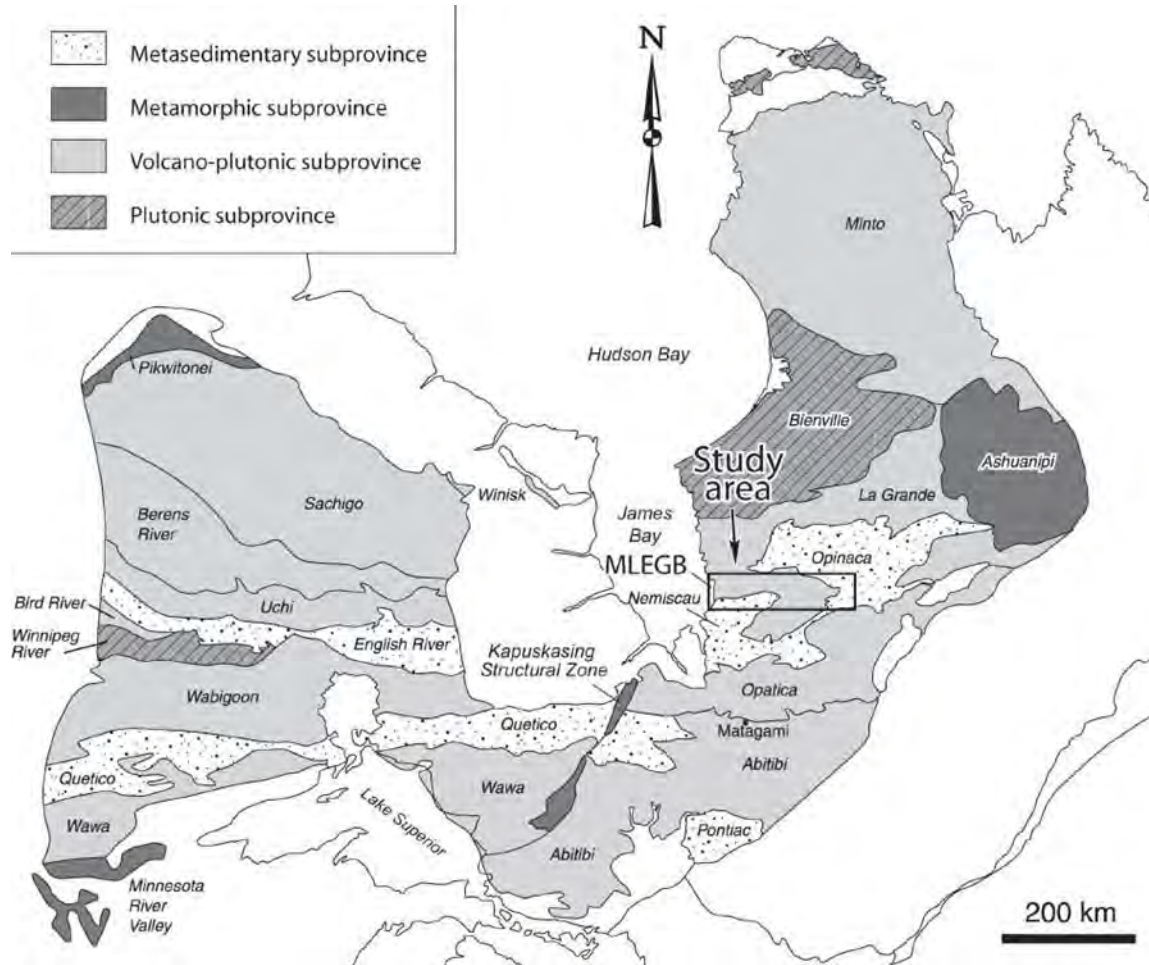 Metasedimentary subprovince
Metamorphic subprovince
Volcano-plutonic subprovince
Plutonic subprovince
N
Minto
Hudson Bay
Pikwitonei
Bienville
Ashuanipi
Study
area
La Grande
Winisk
Sachigo
Berens
River
James
Bay
Opinaca
MLEGB
Nemiscau
Uchi
Bird River
Winnipeg
River
English River
Kapuskasing
Structural Zone
Wabigoon
Opatica
Quetico
Matagami
Abitibi
Quetico
Wawa
Lake Superior
Wawa
Pontiac
Abitibi
Minnesota
River
Valley
200 km